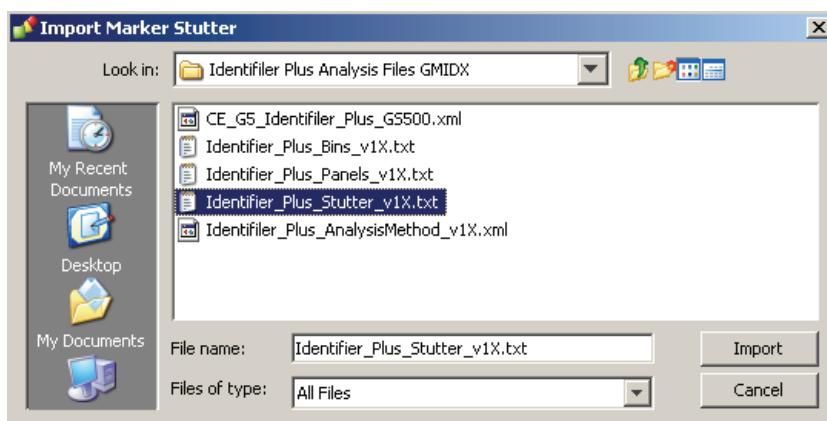 Import Marker Stutter
Look in: Identifiler Plus Analysis Files GMIDX
My Recent
Documents
Desktop
My Documents
CE_G5_Identifiler_Plus_GS500.xml
Identifier_Plus_Bins_v1X.txt
Identifier_Plus_Panels_v1X.txt
Identifier_Plus_Stutter_v1X.txt
Identifiler_Plus_AnalysisMethod_v1X.xml
File name: Identifier_Plus_Stutter_v1X.txt Import
Files of type: All Files Cancel